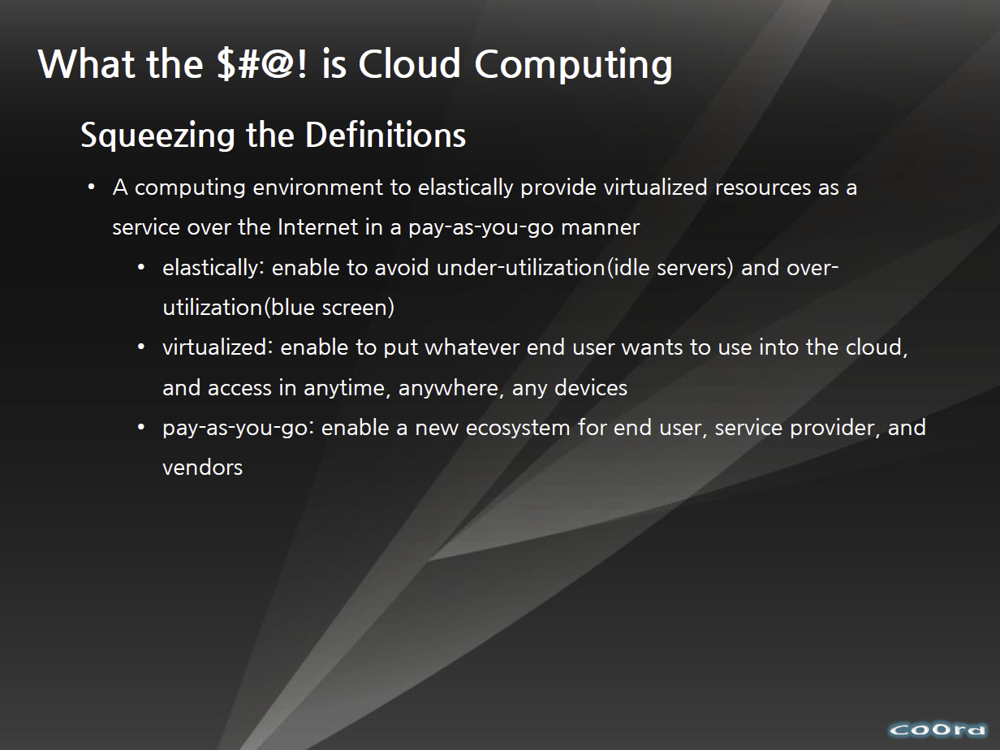 What the $#@! is Cloud Computing
Squeezing the Definitions
• A computing environment to elastically provide virtualized resources as a
service over the Internet in a pay-as-you-go manner
• elastically: enable to avoid under-utilization(idle servers) and over-
utilization(blue screen)
• virtualized: enable to put whatever end user wants to use into the cloud,
and access in anytime, anywhere, any devices
• pay-as-you-go: enable a new ecosystem for end user, service provider, and
vendors
coord